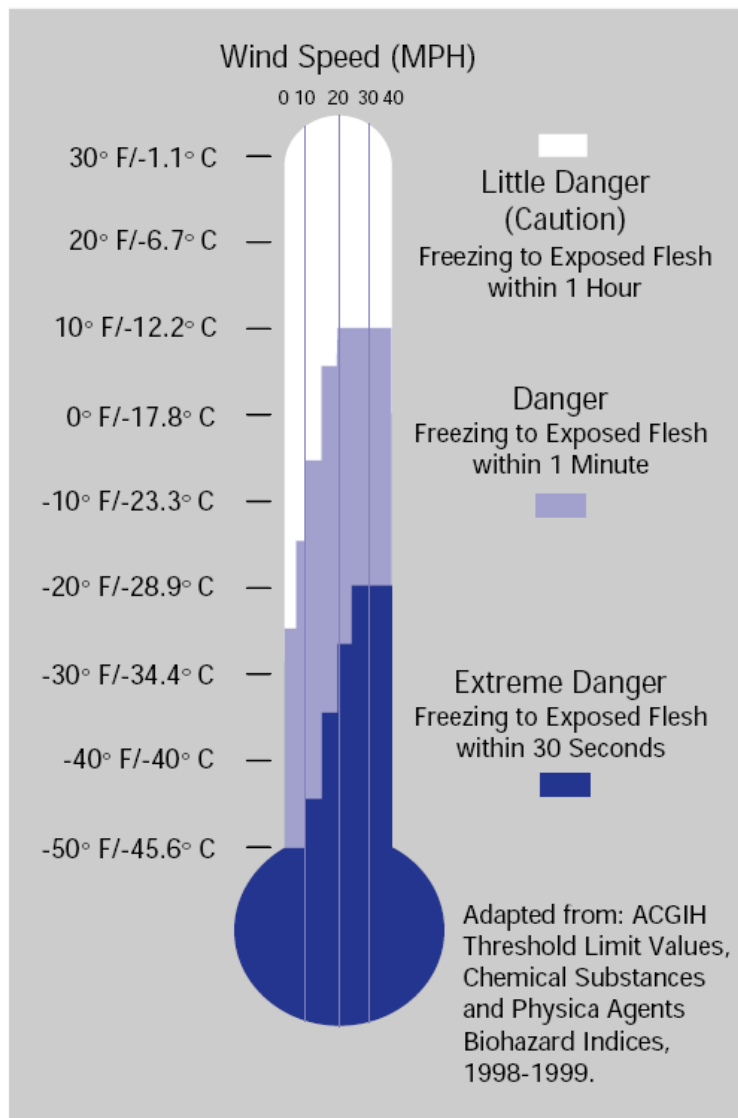 Wind Speed (MPH)
0 10 20 30 40
30° F/-1.1° C
20° F/-6.7° C
10° F/-12.2° C
0° F/-17.8° C
-10° F/-23.3° C
-20° F/-28.9° C
-30° F/-34.4° C
-40° F/-40° C
-50° F/-45.6° C
Little Danger
(Caution)
Freezing to Exposed Flesh
within 1 Hour
Danger
Freezing to Exposed Flesh
within 1 Minute
Extreme Danger
Freezing to Exposed Flesh
within 30 Seconds
Adapted from: ACGIH
Threshold Limit Values,
Chemical Substances
and Physica Agents
Biohazard Indices,
1998-1999.